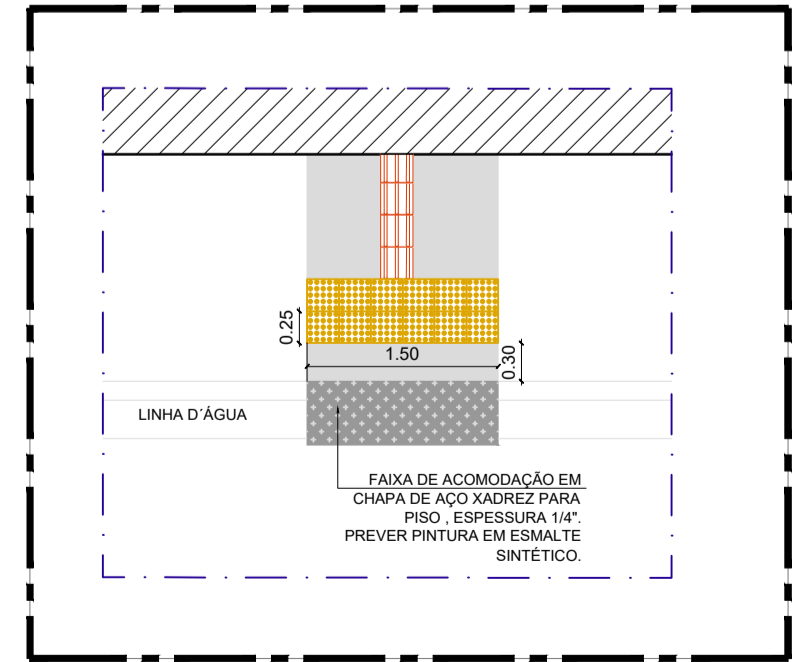 0.25
1.50
0.30
LINHA D´ÁGUA
FAIXA DE ACOMODAÇÃO EM
CHAPA DE AÇO XADREZ PARA
PISO , ESPESSURA 1/4".
PREVER PINTURA EM ESMALTE
SINTÉTICO.